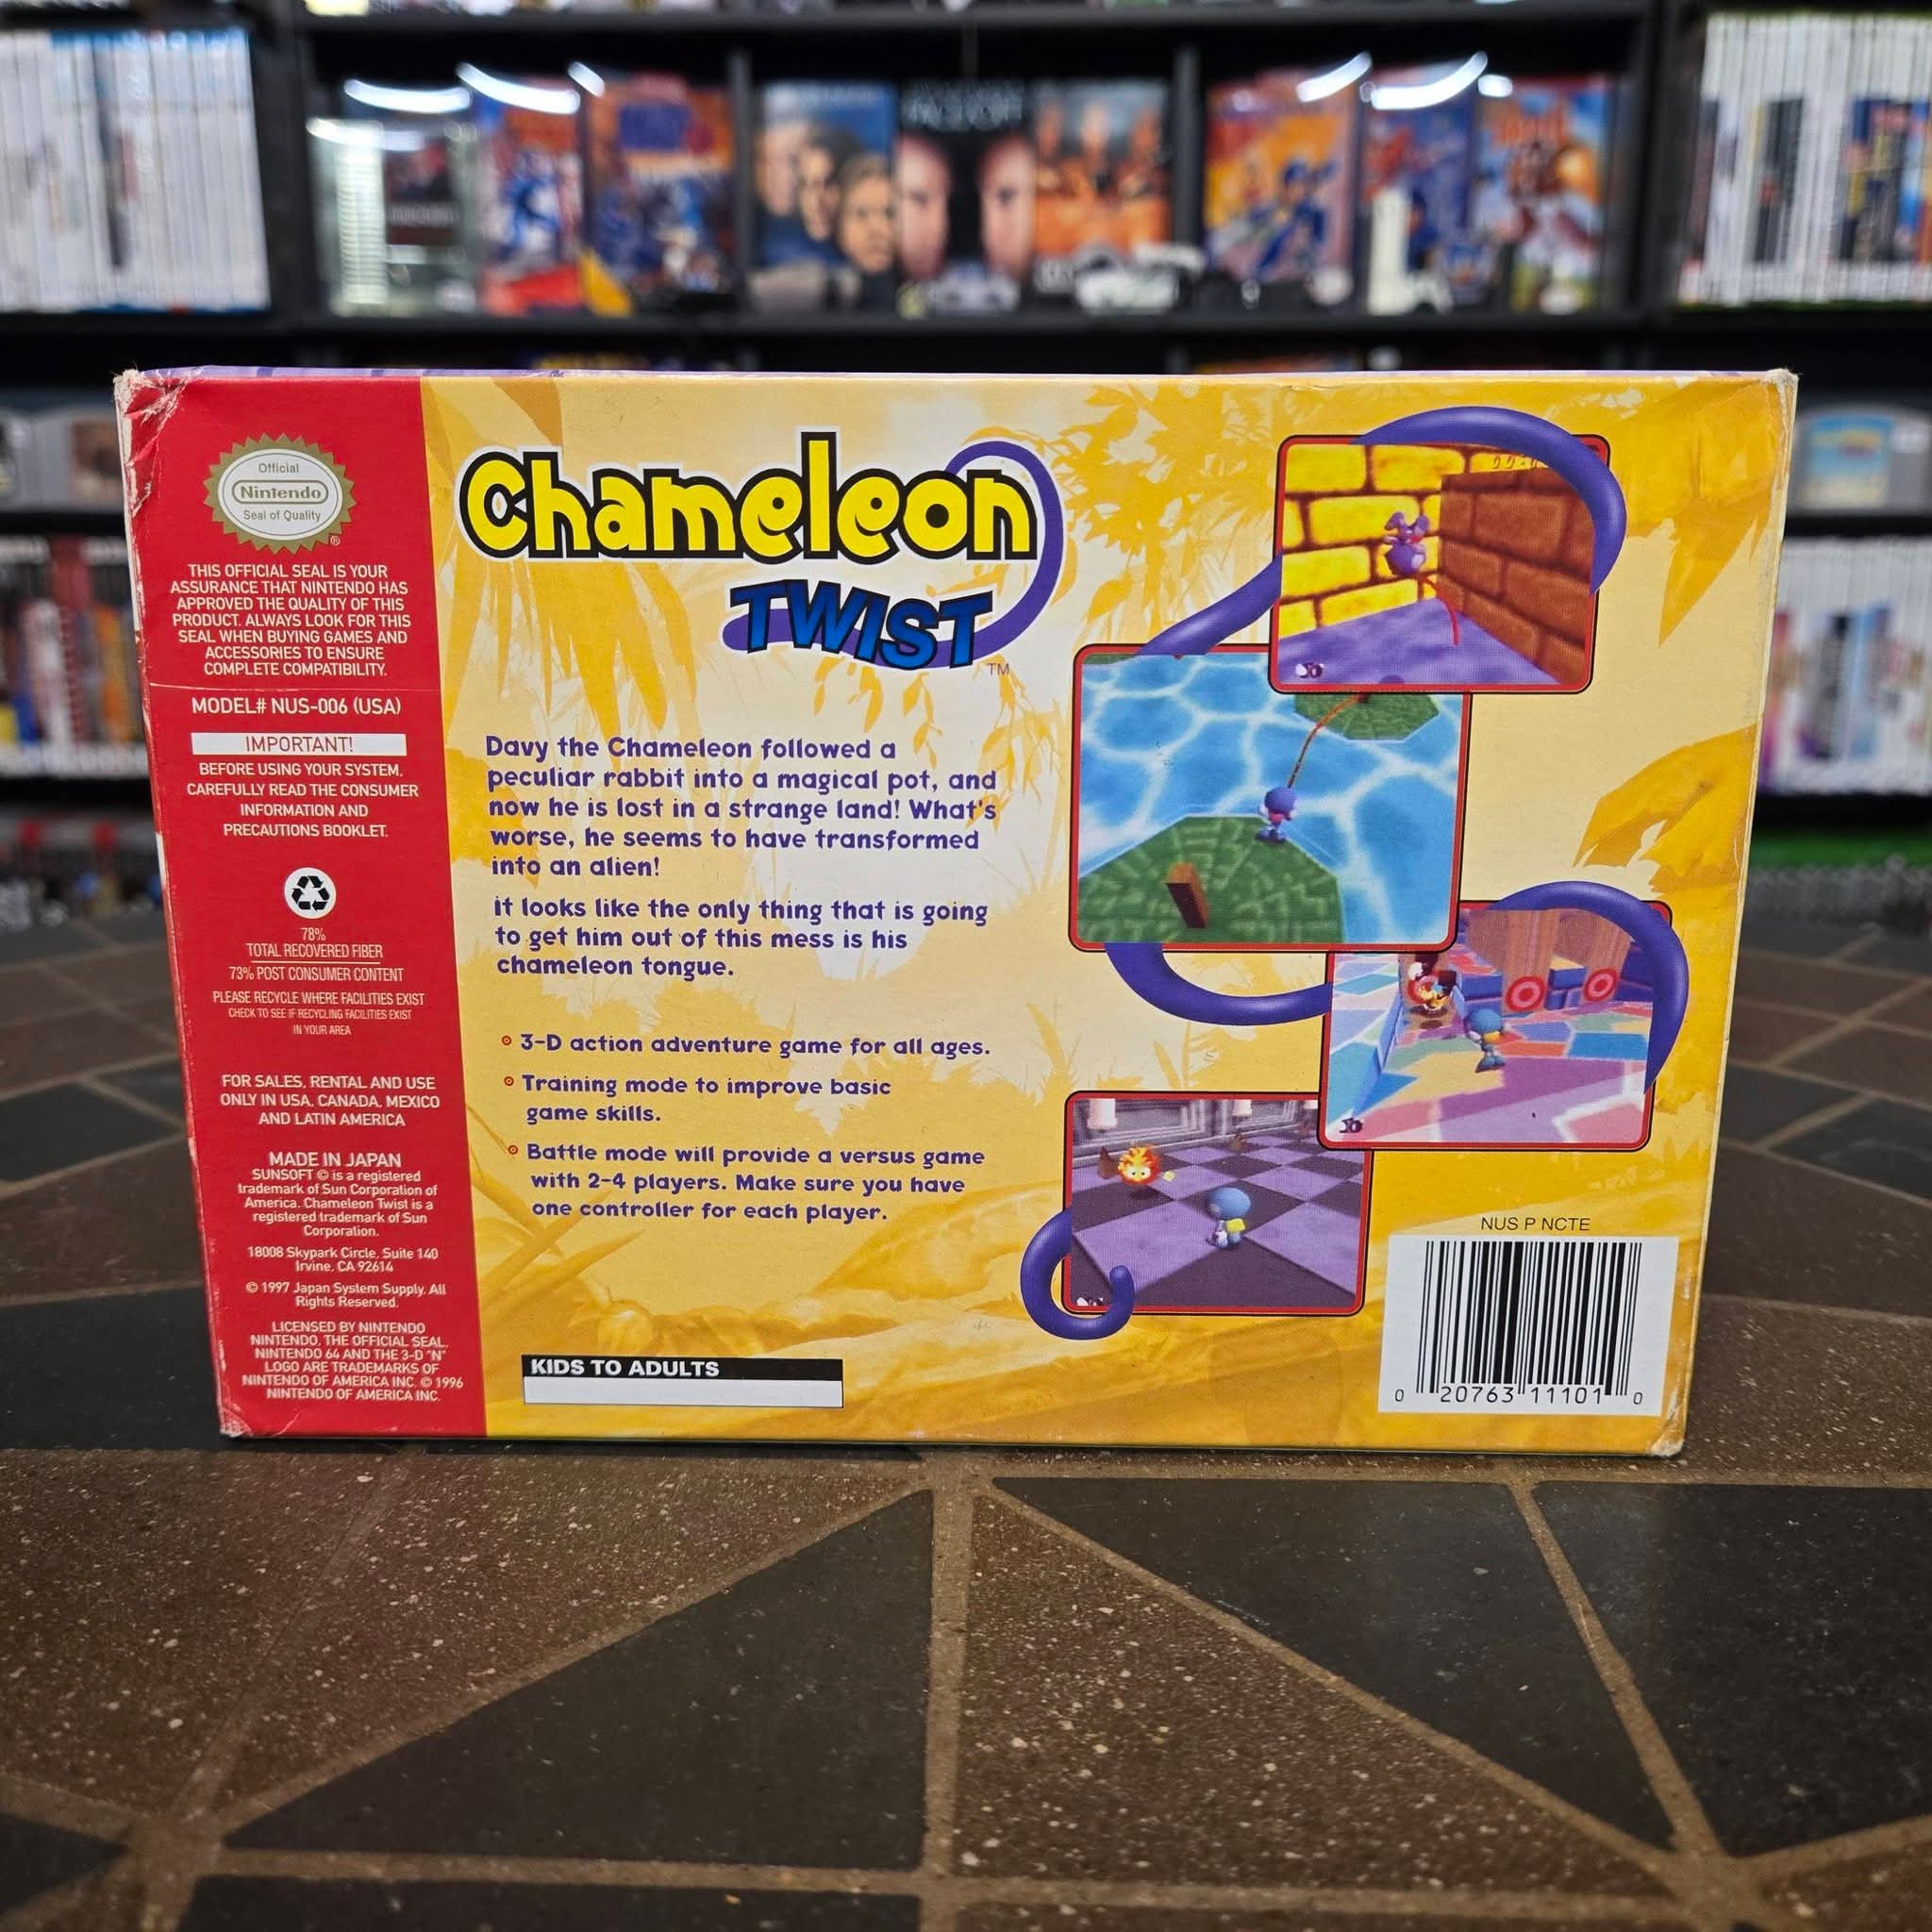 Official
Nintendo
Seal of Quality
®
THIS OFFICIAL SEAL IS YOUR
ASSURANCE THAT NINTENDO HAS
APPROVED THE QUALITY OF THIS
PRODUCT. ALWAYS LOOK FOR THIS
SEAL WHEN BUYING GAMES AND
ACCESSORIES TO ENSURE
COMPLETE COMPATIBILITY.
MODEL# NUS-006 (USA)
IMPORTANT!
BEFORE USING YOUR SYSTEM,
CAREFULLY READ THE CONSUMER
INFORMATION AND
PRECAUTIONS BOOKLET.
78%
TOTAL RECOVERED FIBER
73% POST CONSUMER CONTENT
PLEASE RECYCLE WHERE FACILITIES EXIST
CHECK TO SEE IF RECYCLING FACILITIES EXIST
IN YOUR AREA
FOR SALES, RENTAL AND USE
ONLY IN USA, CANADA, MEXICO
AND LATIN AMERICA
MADE IN JAPAN
SUNSOFT © is a registered
trademark of Sun Corporation of
America. Chameleon Twist is a
registered trademark of Sun
Corporation.
18008 Skypark Circle, Suite 140
Irvine, CA 92614
© 1997 Japan System Supply. All
Rights Reserved.
LICENSED BY NINTENDO
NINTENDO, THE OFFICIAL SEAL,
NINTENDO 64 AND THE 3-D "N"
LOGO ARE TRADEMARKS OF
NINTENDO OF AMERICA INC. © 1996
NINTENDO OF AMERICA INC.
Chameleon
TWIST
TM
Davy the Chameleon followed a
peculiar rabbit into a magical pot, and
now he is lost in a strange land! What's
worse, he seems to have transformed
into an alien!
it looks like the only thing that is going
to get him out of this mess is his
chameleon tongue.
3-D action adventure game for all ages.
Training mode to improve basic
game skills.
Battle mode will provide a versus game
with 2-4 players. Make sure you have
one controller for each player.
KIDS TO ADULTS
NUS P NCTE
0 20763 11101 0